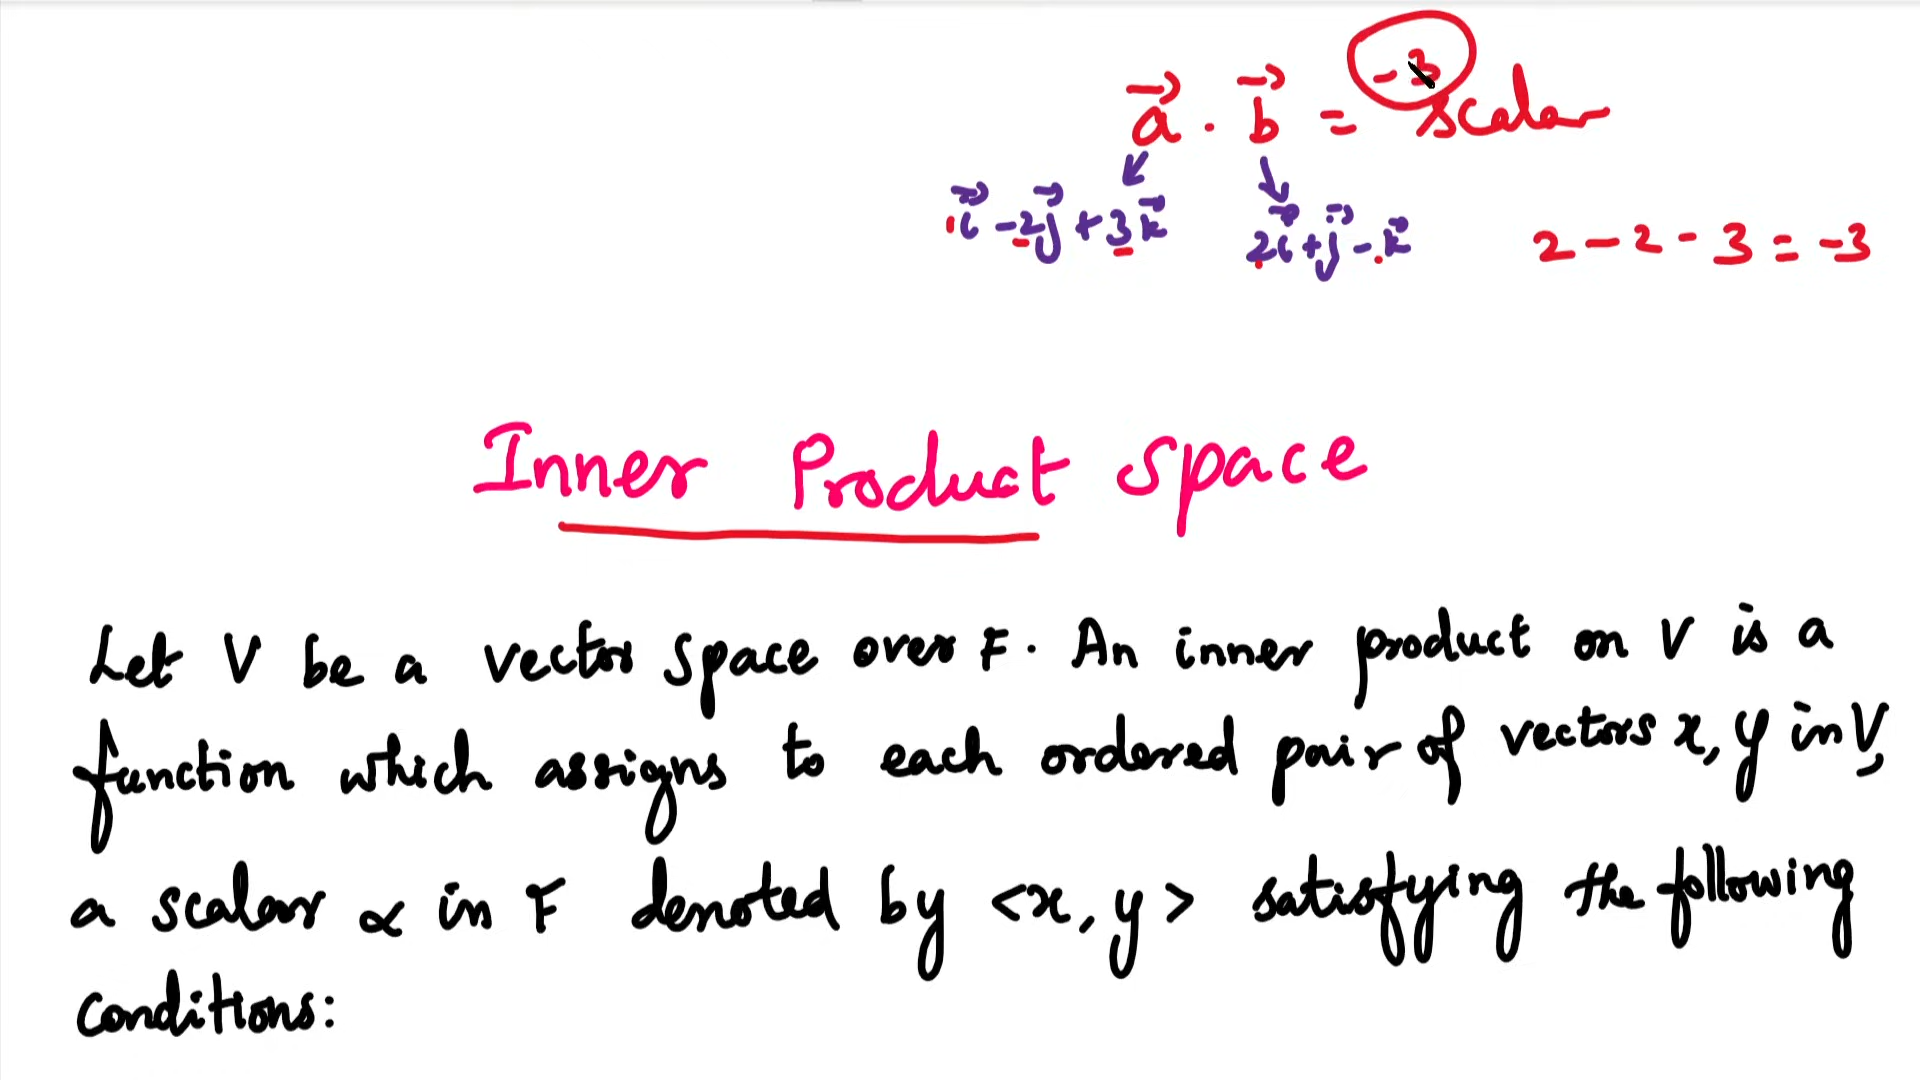 a⃗ . b⃗ = -3 scalar
i⃗ - 2j⃗ + 3k⃗ 2i⃗ + j⃗ - k⃗ 2 - 2 - 3 = -3
Inner Product Space
Let V be a vector space over F. An inner product on V is a
function which assigns to each ordered pair of vectors x, y in V,
a scalar α in F denoted by <x, y> satisfying the following
conditions: